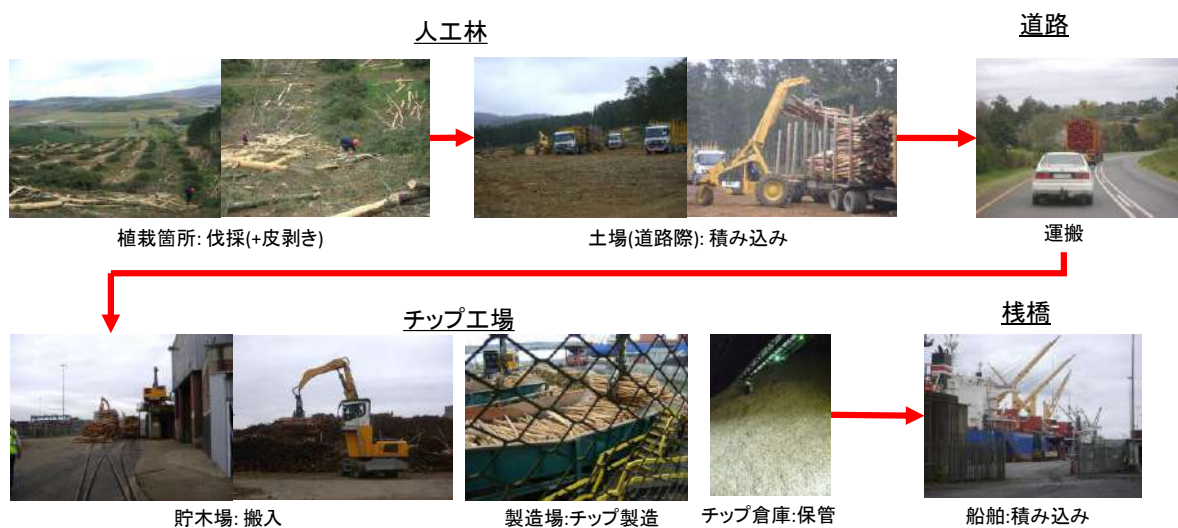 人工林
道路
植栽箇所: 伐採(+皮剥き)
土場(道路際): 積み込み
運搬
チップ工場
桟橋
貯木場: 搬入
製造場:チップ製造
チップ倉庫:保管
船舶:積み込み